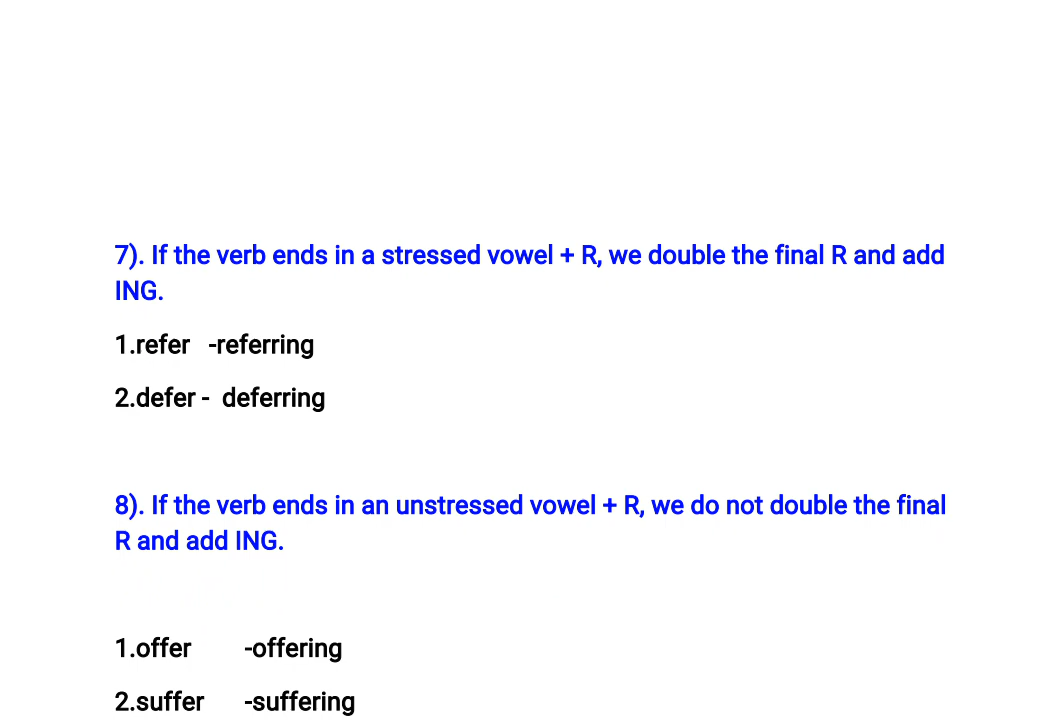 7). If the verb ends in a stressed vowel + R, we double the final R and add
ING.
1.refer -referring
2.defer - deferring
8). If the verb ends in an unstressed vowel + R, we do not double the final
R and add ING.
1.offer -offering
2.suffer -suffering